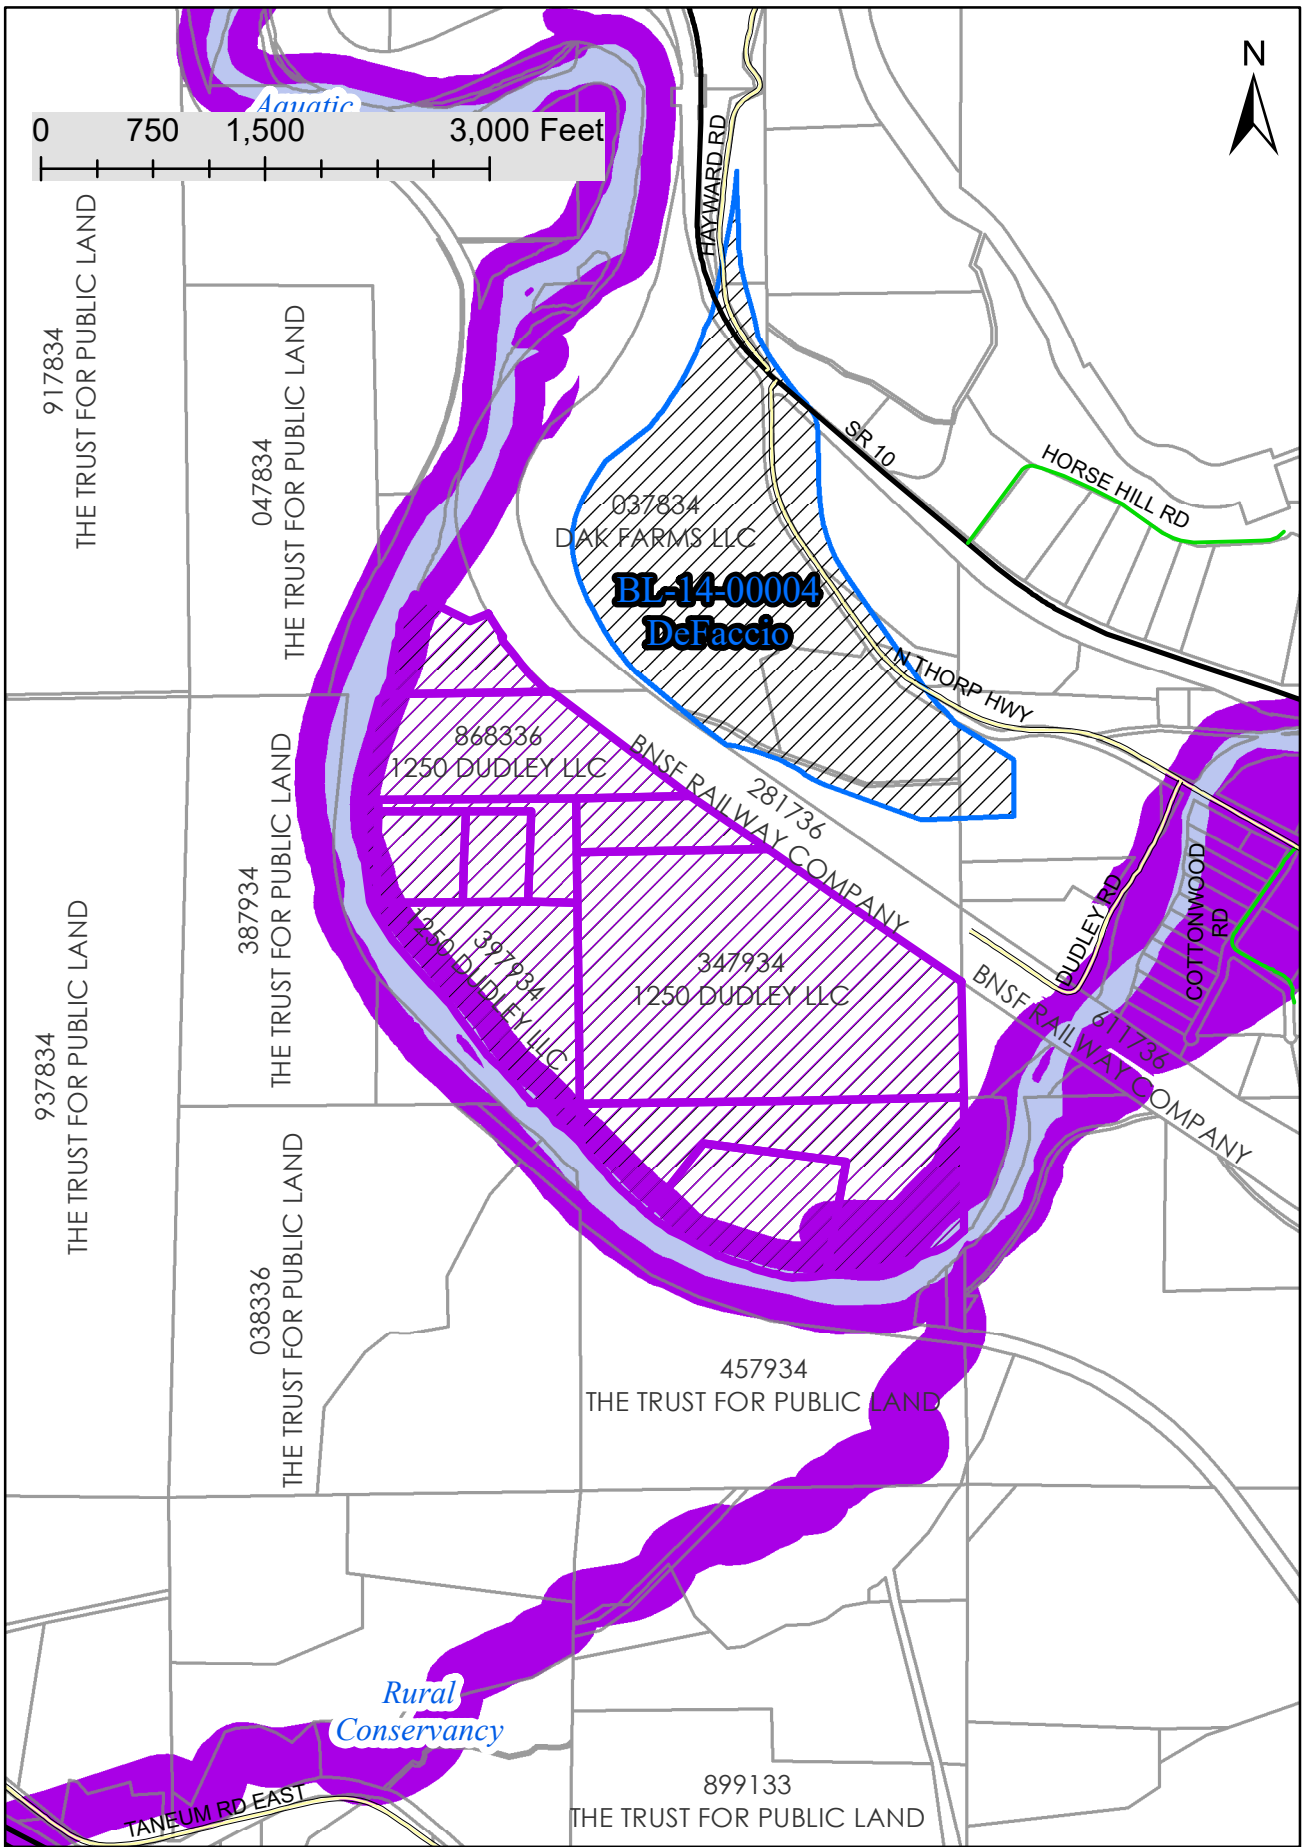 N
Aquatic
0 750 1,500 3,000 Feet
HAYWARD RD
917834
THE TRUST FOR PUBLIC LAND
047834
THE TRUST FOR PUBLIC LAND
SR 10
HORSE HILL RD
037834
DAK FARMS LLC
BL-14-00004
DeFaccio
N THORP HWY
868336
1250 DUDLEY LLC
BNSF RAILWAY COMPANY
281736
387934
THE TRUST FOR PUBLIC LAND
937834
THE TRUST FOR PUBLIC LAND
397934
1250 DUDLEY LLC
347934
1250 DUDLEY LLC
DUDLEY RD
COTTONWOOD
RD
611736
BNSF RAILWAY COMPANY
038336
THE TRUST FOR PUBLIC LAND
457934
THE TRUST FOR PUBLIC LAND
Rural
Conservancy
TANEUM RD EAST
899133
THE TRUST FOR PUBLIC LAND